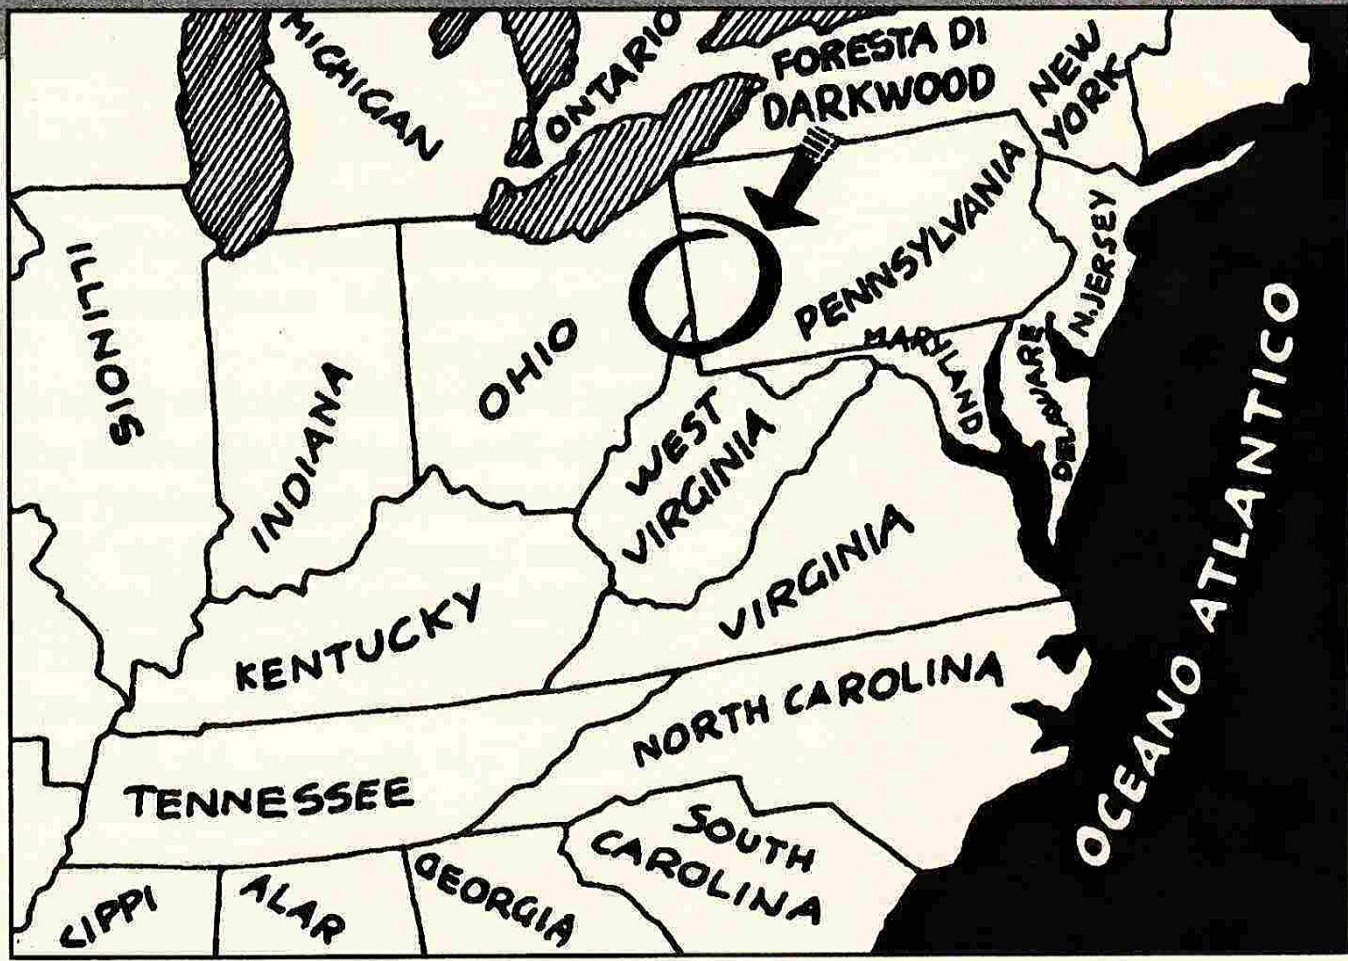 MICHIGAN
ONTARIO
FORESTA DI
DARKWOOD
NEW
YORK
PENNSYLVANIA
N.JERSEY
ILLINOIS
INDIANA
OHIO
MARYLAND
DELAWARE
WEST
VIRGINIA
VIRGINIA
KENTUCKY
NORTH CAROLINA
TENNESSEE
SOUTH
CAROLINA
CIPPI
ALAR
GEORGIA
OCEANO ATLANTICO